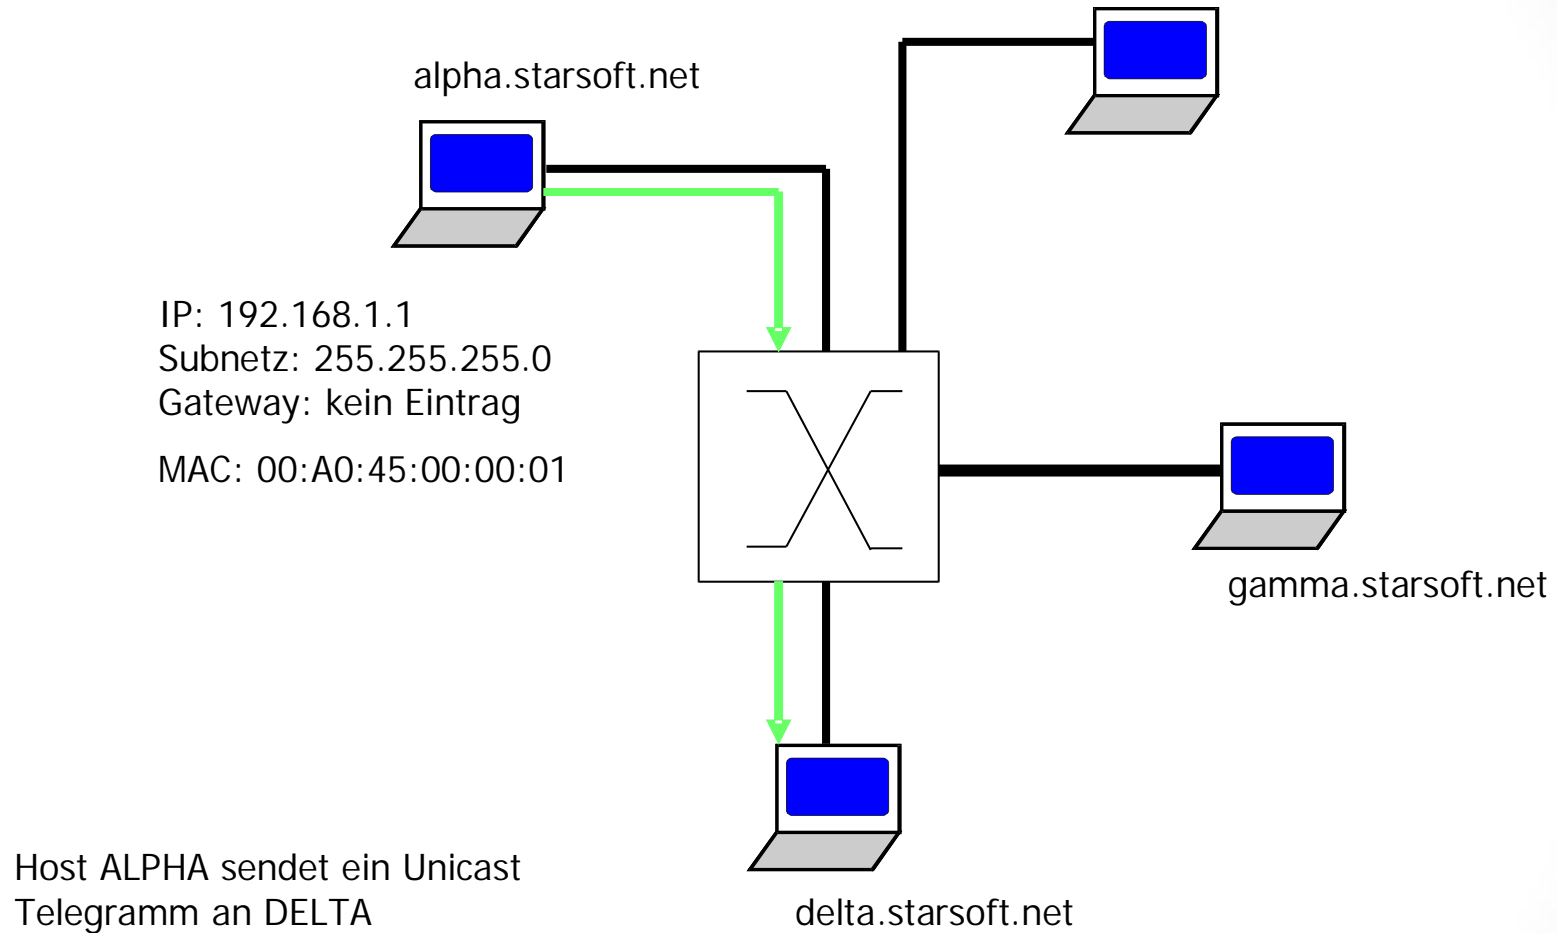 alpha.starsoft.net
IP: 192.168.1.1
Subnetz: 255.255.255.0
Gateway: kein Eintrag
MAC: 00:A0:45:00:00:01
gamma.starsoft.net
Host ALPHA sendet ein Unicast
Telegramm an DELTA
delta.starsoft.net